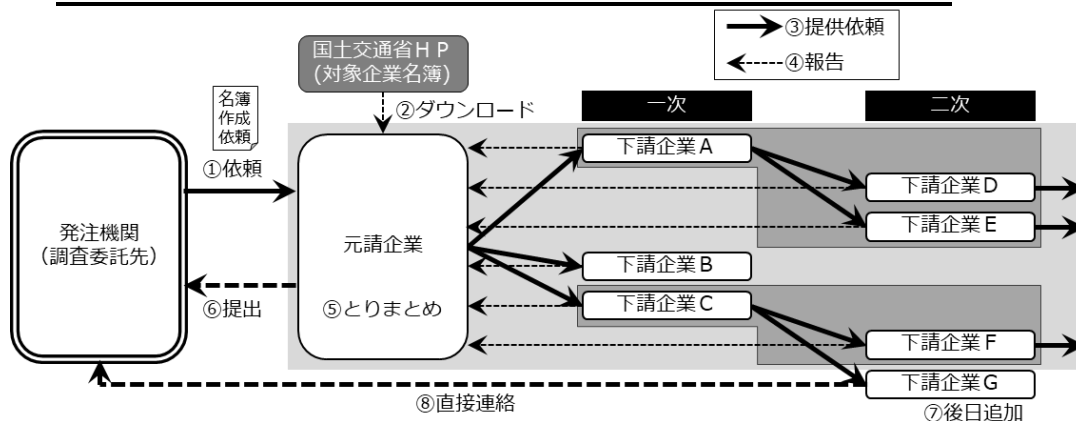 ③提供依頼
④報告
国土交通省ＨＰ
(対象企業名簿)
名簿
作成
依頼
②ダウンロード
一次
二次
①依頼
下請企業Ａ
下請企業Ｄ
下請企業Ｅ
発注機関
（調査委託先）
元請企業
下請企業Ｂ
⑥提出
⑤とりまとめ
下請企業Ｃ
下請企業Ｆ
下請企業Ｇ
⑧直接連絡
⑦後日追加